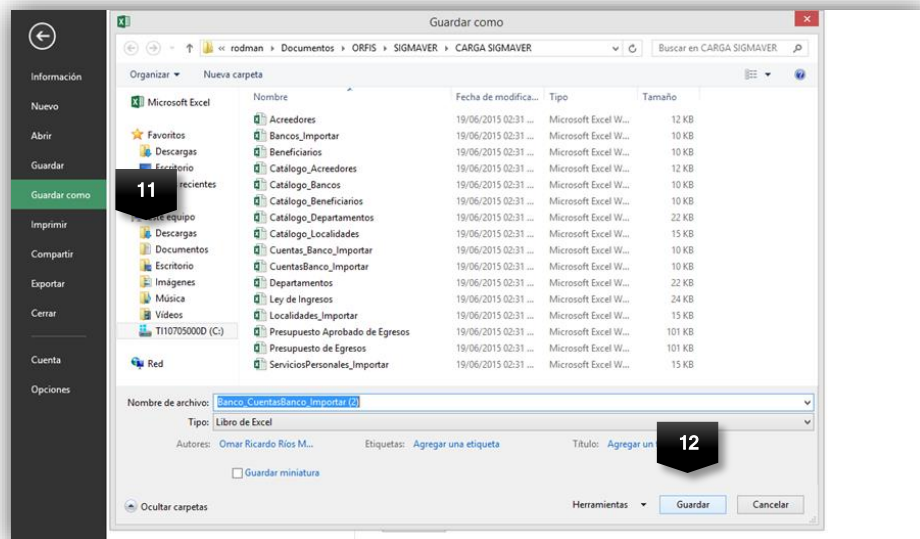 Guardar como
rodman ▸ Documentos ▸ ORFIS ▸ SIGMAVER ▸ CARGA SIGMAVER
Buscar en CARGA SIGMAVER
Organizar
Nueva carpeta
Información
Nuevo
Abrir
Guardar
Guardar como
Imprimir
Compartir
Exportar
Cerrar
Cuenta
Opciones
11
Microsoft Excel
Favoritos
Descargas
Escritorio
recientes
equipo
Descargas
Documentos
Escritorio
Imágenes
Música
Vídeos
TI10705000D (C:)
Red
Nombre Fecha de modifica... Tipo Tamaño
Acreedores 19/06/2015 02:31 ... Microsoft Excel W... 12 KB
Bancos_Importar 19/06/2015 02:31 ... Microsoft Excel W... 10 KB
Beneficiarios 19/06/2015 02:31 ... Microsoft Excel W... 10 KB
Catálogo_Acreedores 19/06/2015 02:31 ... Microsoft Excel W... 12 KB
Catálogo_Bancos 19/06/2015 02:31 ... Microsoft Excel W... 10 KB
Catálogo_Beneficiarios 19/06/2015 02:31 ... Microsoft Excel W... 10 KB
Catálogo_Departamentos 19/06/2015 02:31 ... Microsoft Excel W... 22 KB
Catálogo_Localidades 19/06/2015 02:31 ... Microsoft Excel W... 15 KB
Cuentas_Banco_Importar 19/06/2015 02:31 ... Microsoft Excel W... 10 KB
CuentasBanco_Importar 19/06/2015 02:31 ... Microsoft Excel W... 10 KB
Departamentos 19/06/2015 02:31 ... Microsoft Excel W... 22 KB
Ley de Ingresos 19/06/2015 02:31 ... Microsoft Excel W... 24 KB
Localidades_Importar 19/06/2015 02:31 ... Microsoft Excel W... 15 KB
Presupuesto Aprobado de Egresos 19/06/2015 02:31 ... Microsoft Excel W... 101 KB
Presupuesto de Egresos 19/06/2015 02:31 ... Microsoft Excel W... 101 KB
ServiciosPersonales_Importar 19/06/2015 02:31 ... Microsoft Excel W... 15 KB
Nombre de archivo: Banco_CuentasBanco_Importar (2)
Tipo: Libro de Excel
Autores: Omar Ricardo Ríos M... Etiquetas: Agregar una etiqueta Título: Agregar un
12
Guardar miniatura
Ocultar carpetas
Herramientas Guardar Cancelar